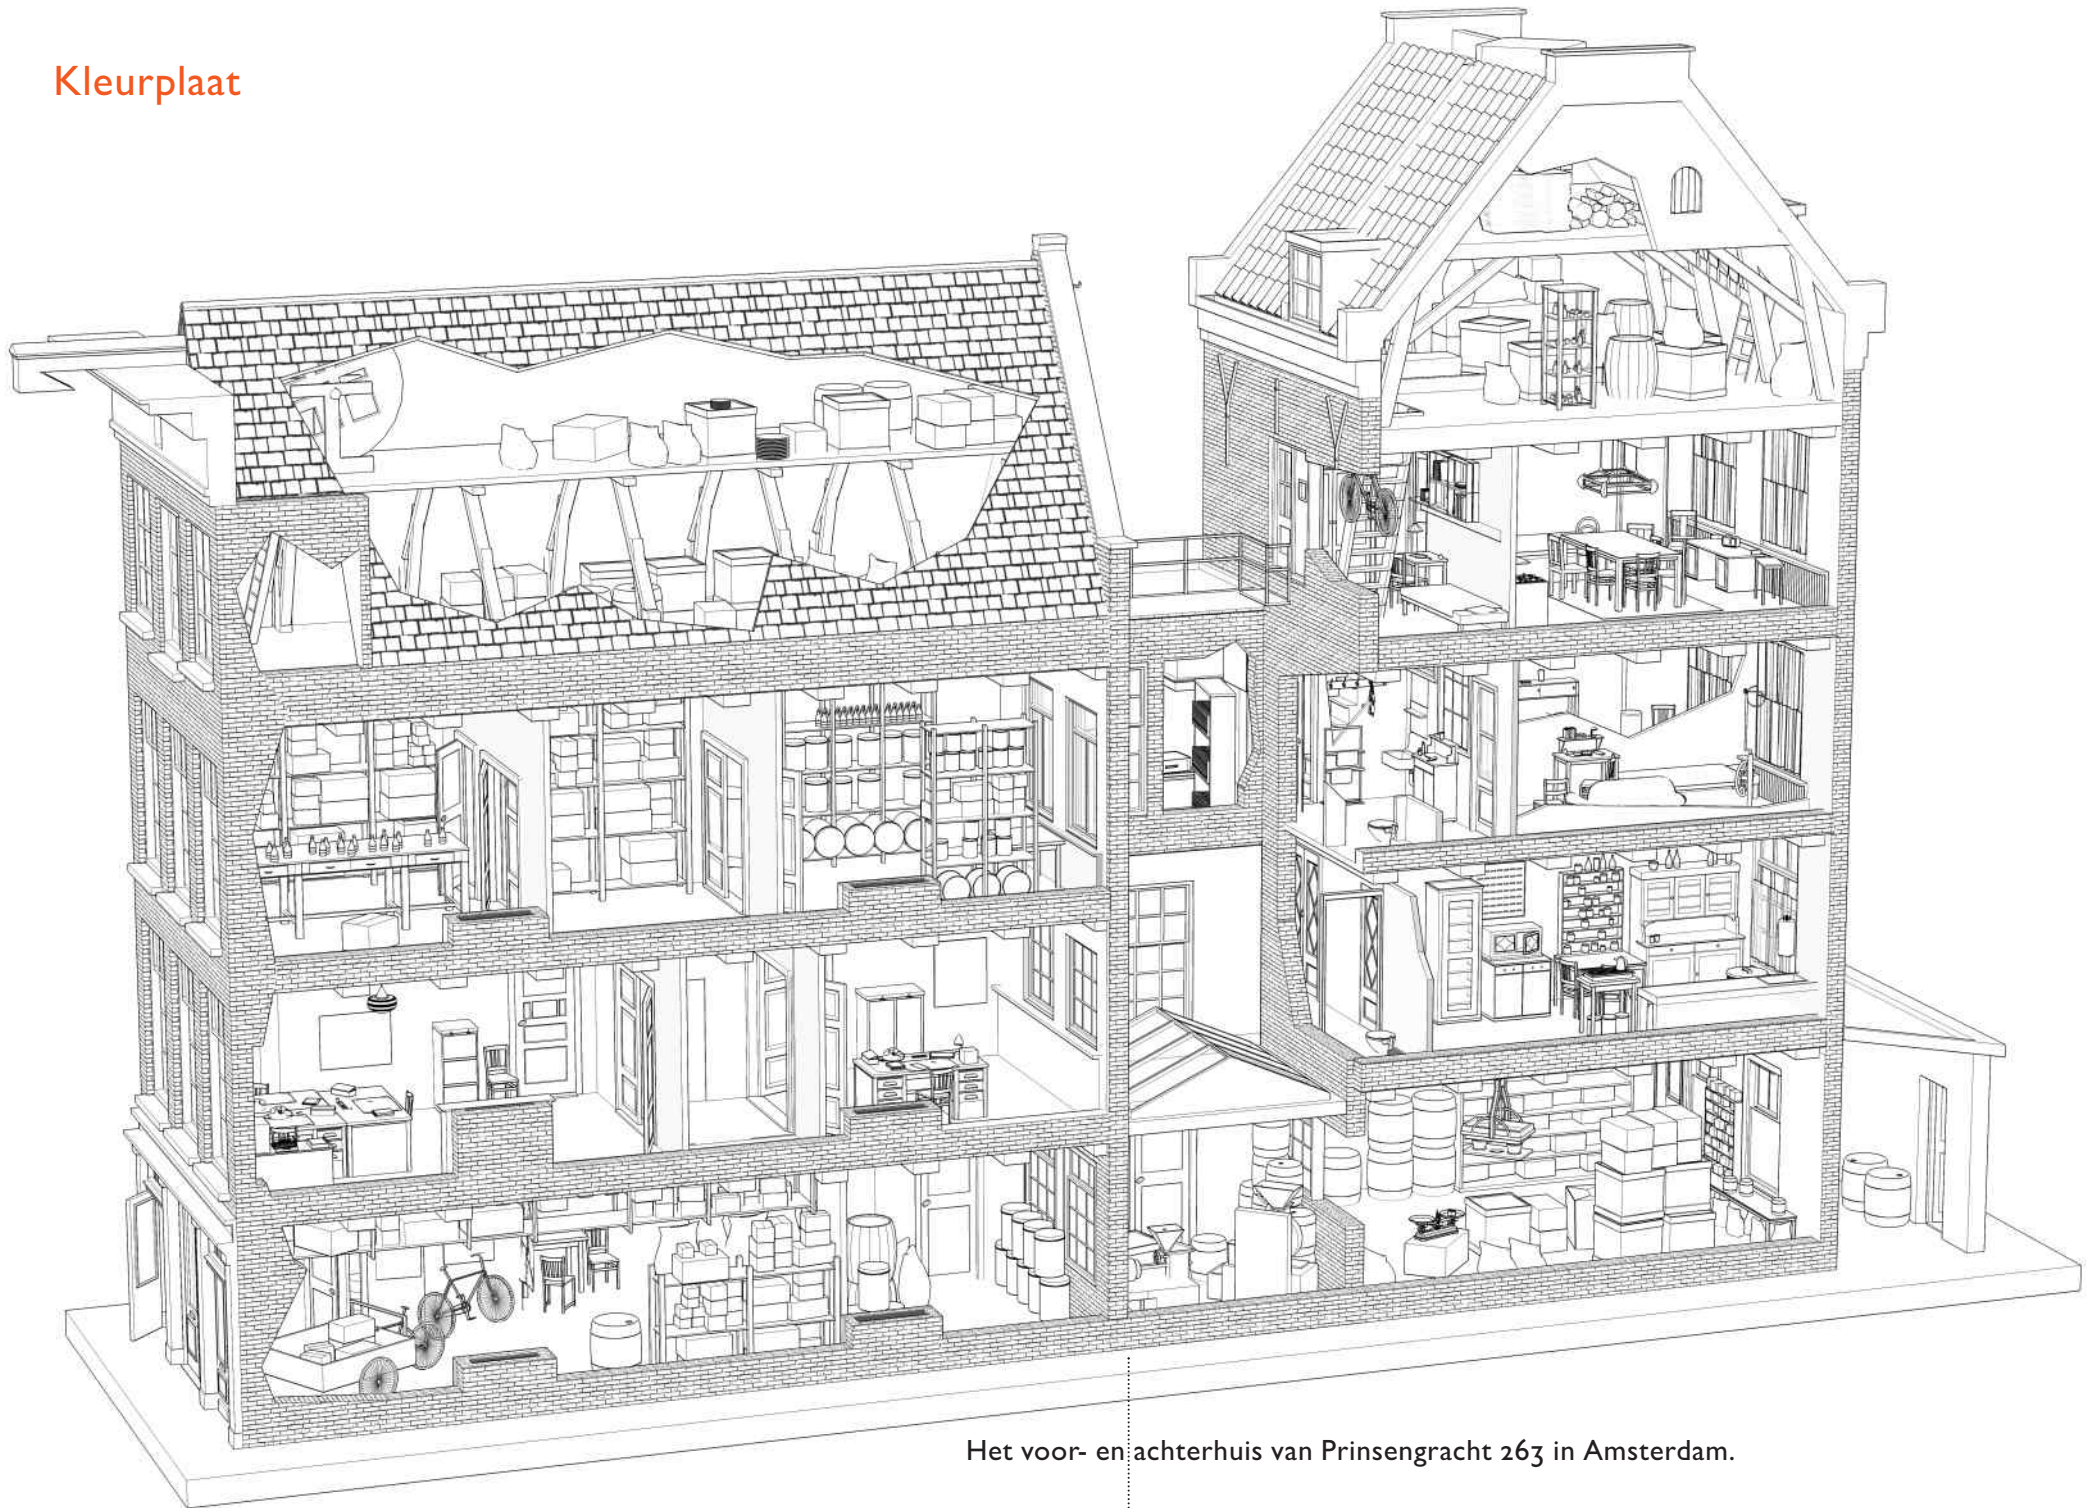 Kleurplaat
Het voor- en achterhuis van Prinsengracht 263 in Amsterdam.